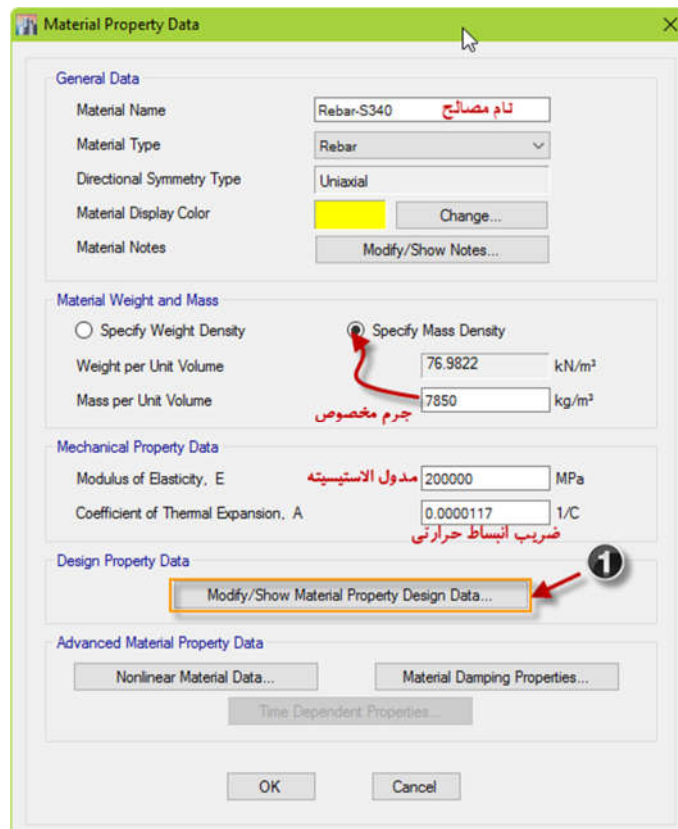 Material Property Data
General Data
Material Name Rebar-S340 نام مصالح
Material Type Rebar
Directional Symmetry Type Uniaxial
Material Display Color Change...
Material Notes Modify/Show Notes...
Material Weight and Mass
Specify Weight Density Specify Mass Density
Weight per Unit Volume 76.9822 kN/m³
Mass per Unit Volume 7850 kg/m³
جرم مخصوص
Mechanical Property Data
Modulus of Elasticity, E مدول الاستیسیته 200000 MPa
Coefficient of Thermal Expansion, A 0.0000117 1/C
ضریب انبساط حرارتی
Design Property Data
1
Modify/Show Material Property Design Data...
Advanced Material Property Data
Nonlinear Material Data... Material Damping Properties...
Time Dependent Properties...
OK Cancel